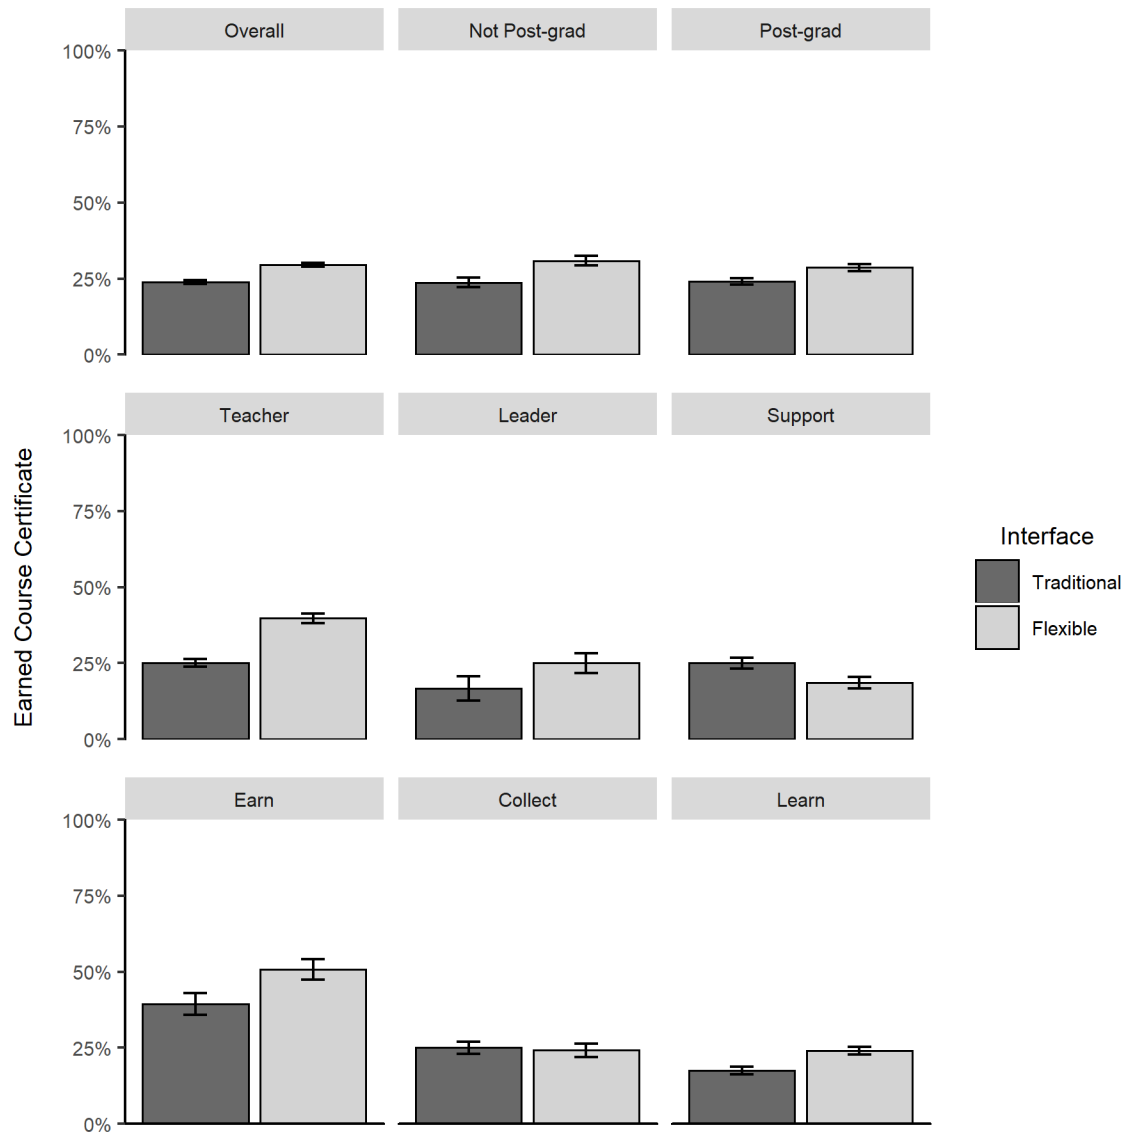 Overall
Not Post-grad
Post-grad
100%
75%
50%
25%
0%
Teacher
Leader
Support
100%
75%
50%
25%
0%
Earn
Collect
Learn
100%
75%
50%
25%
0%
Earned Course Certificate
Interface
Traditional
Flexible